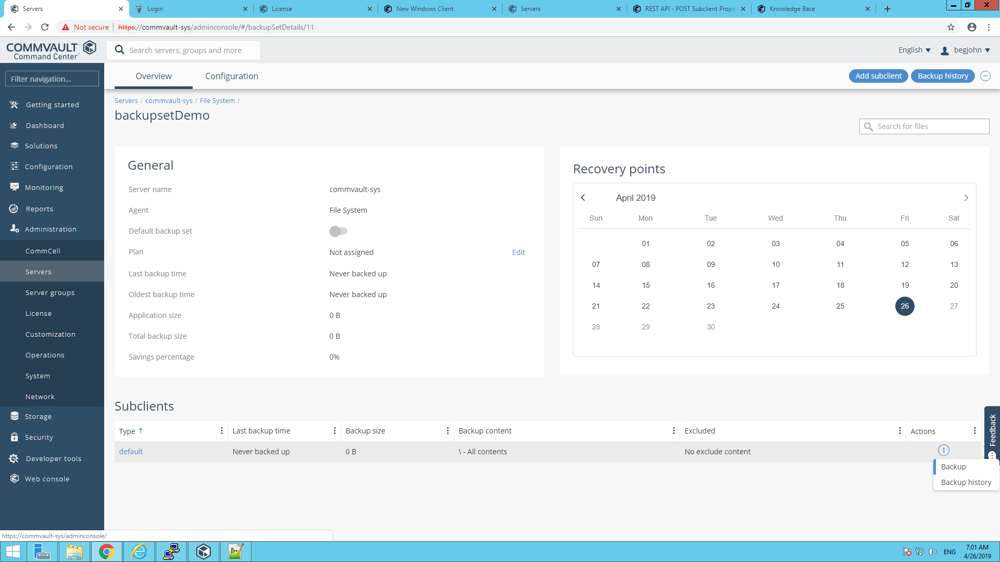 Servers
Login
License
New Windows Client
Servers
REST API - POST Subclient Prope
Knowledge Base
Not secure
https://commvault-sys/adminconsole/#/backupSetDetails/11
COMMVAULT
Command Center
Search servers, groups and more
English
begjohn
Filter navigation...
Overview
Configuration
Add subclient
Backup history
Getting started
Dashboard
Solutions
Configuration
Monitoring
Reports
Administration
CommCell
Servers
Server groups
License
Customization
Operations
System
Network
Storage
Security
Developer tools
Web console
Servers / commvault-sys / File System /
backupsetDemo
Search for files
General
Server name commvault-sys
Agent File System
Default backup set
Plan Not assigned Edit
Last backup time Never backed up
Oldest backup time Never backed up
Application size 0 B
Total backup size 0 B
Savings percentage 0%
Recovery points
April 2019
Sun Mon Tue Wed Thu Fri Sat
01 02 03 04 05 06
07 08 09 10 11 12 13
14 15 16 17 18 19 20
21 22 23 24 25 26 27
28 29 30
Subclients
Type Last backup time Backup size Backup content Excluded Actions
default Never backed up 0 B \ - All contents No exclude content
Feedback
Backup
Backup history
https://commvault-sys/adminconsole/
ENG
7:01 AM
4/26/2019